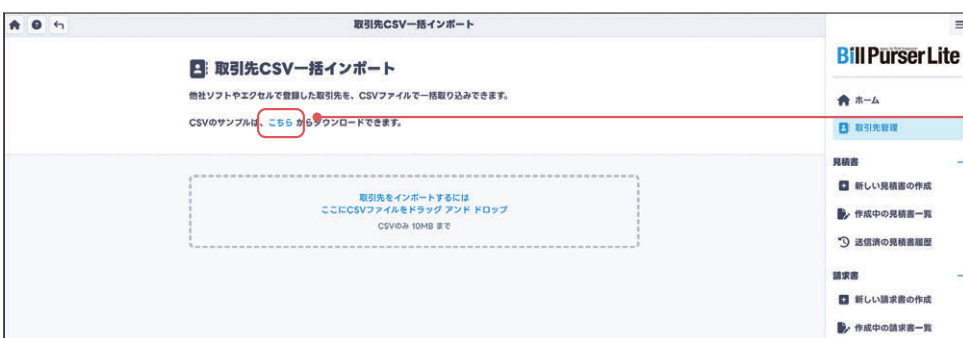 取引先CSV一括インポート
取引先CSV一括インポート
他社ソフトやエクセルで登録した取引先を、CSVファイルで一括取り込みできます。
CSVのサンプルは、こちら からダウンロードできます。
取引先をインポートするには
ここにCSVファイルをドラッグ アンド ドロップ
CSVのみ 10MB まで
Bill Purser Lite
ホーム
取引先管理
見積書
新しい見積書の作成
作成中の見積書一覧
送信済の見積書履歴
請求書
新しい請求書の作成
作成中の請求書一覧